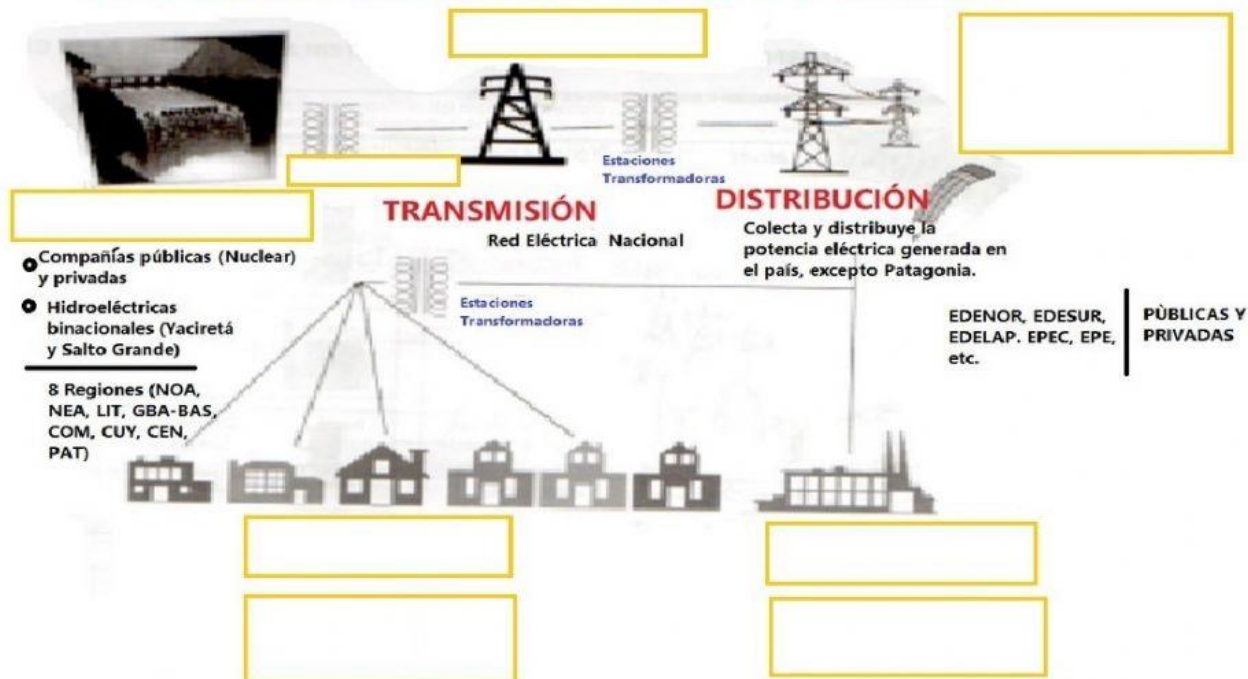 Estaciones
Transformadoras
TRANSMISIÓN
Red Eléctrica Nacional
DISTRIBUCIÓN
Colecta y distribuye la
potencia eléctrica generada en
el país, excepto Patagonia.
Compañías públicas (Nuclear)
y privadas
Hidroeléctricas
binacionales (Yaciretá
y Salto Grande)
8 Regiones (NOA,
NEA, LIT, GBA-BAS,
COM, CUY, CEN,
PAT)
Estaciones
Transformadoras
EDENOR, EDESUR,
EDELAP. EPEC, EPE,
etc.
PÙBLICAS Y
PRIVADAS